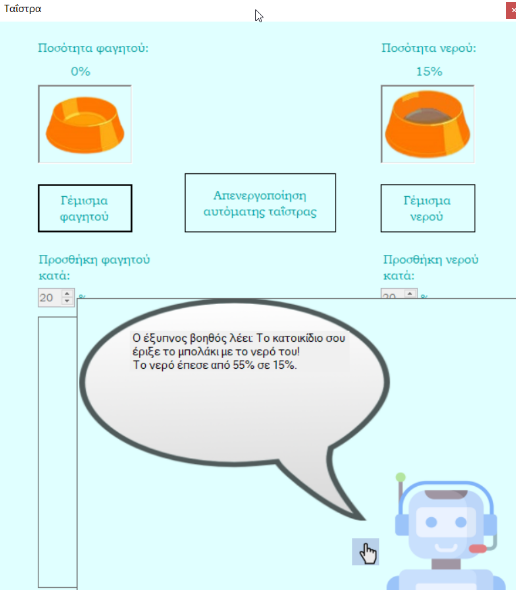 Ταΐστρα
Ποσότητα φαγητού:
Ποσότητα νερού:
0%
15%
Γέμισμα
φαγητού
Απενεργοποίηση
αυτόματης ταΐστρας
Γέμισμα
νερού
Προσθήκη φαγητού
κατά:
Προσθήκη νερού
κατά:
20 %
20 %
Ο έξυπνος βοηθός λέει: Το κατοικίδιο σου
έριξε το μπολάκι με το νερό του!
Το νερό έπεσε από 55% σε 15%.